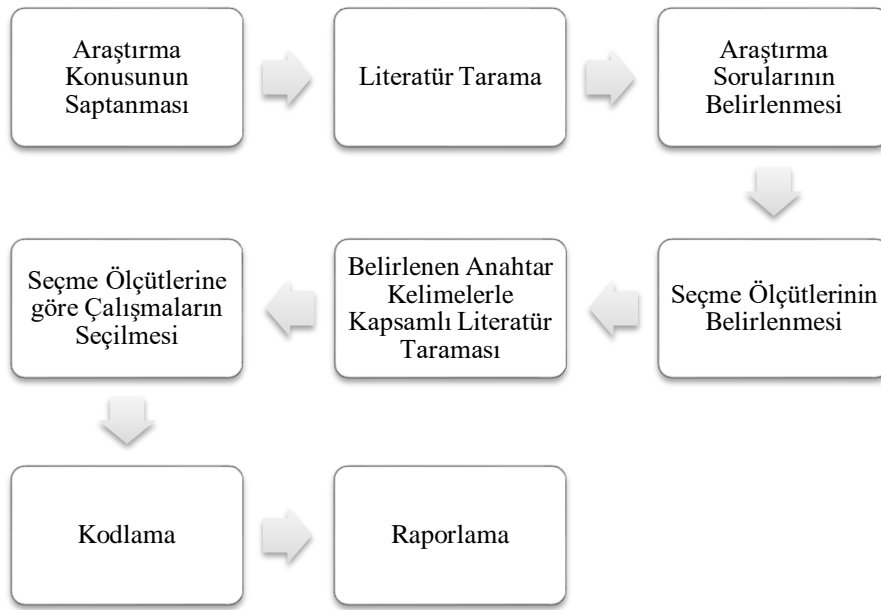 Araştırma
Konusunun
Saptanması
Literatür Tarama
Araştırma
Sorularının
Belirlenmesi
Seçme Ölçütlerinin
Belirlenmesi
Belirlenen Anahtar
Kelimelerle
Kapsamlı Literatür
Taraması
Seçme Ölçütlerine
göre Çalışmaların
Seçilmesi
Kodlama
Raporlama